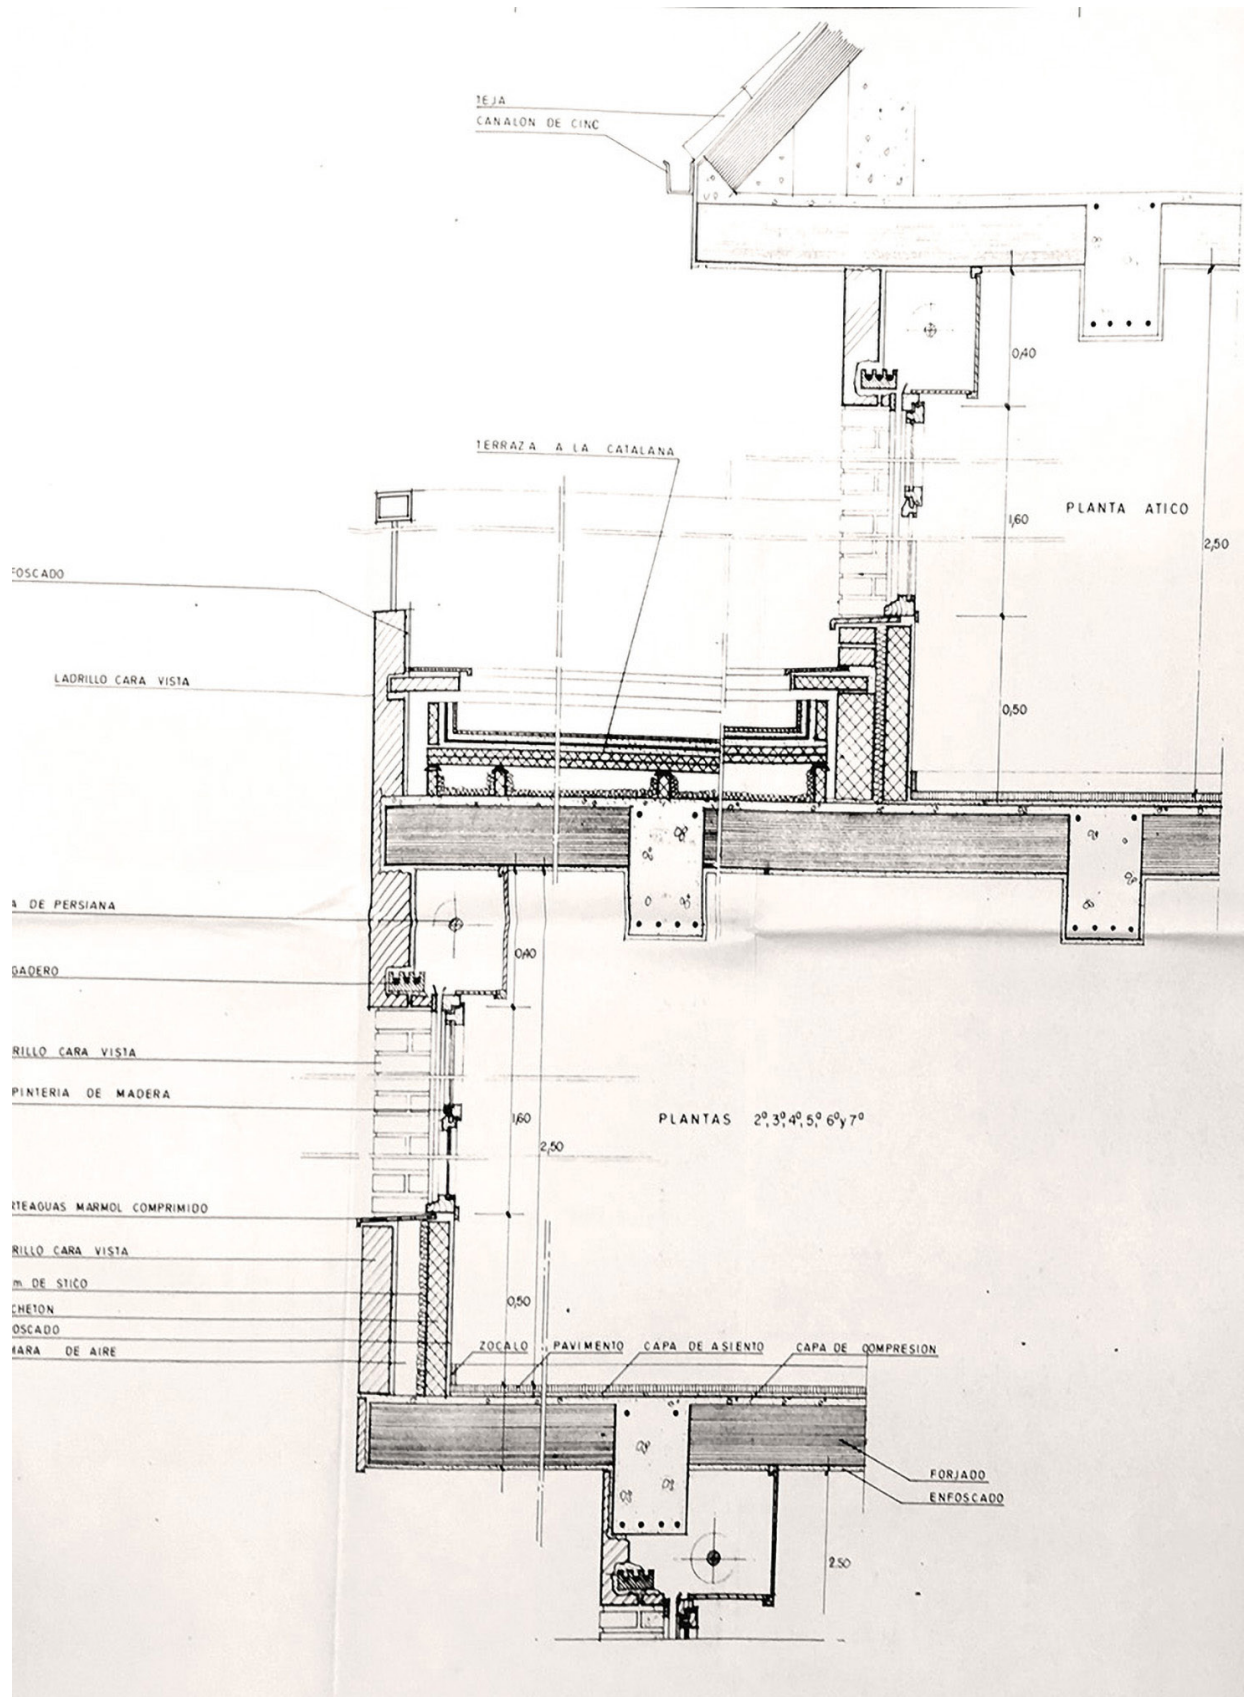 TEJA
CANALON DE CINC
0,40
TERRAZA A LA CATALANA
PLANTA ATICO
1,60
2,50
FOSCADO
LADRILLO CARA VISTA
0,50
A DE PERSIANA
0,40
GADERO
RILLO CARA VISTA
PINTERIA DE MADERA
1,60
PLANTAS 2º,3º,4º,5º,6ºy7º
2,50
RTEAGUAS MARMOL COMPRIMIDO
RILLO CARA VISTA
m. DE STICO
0,50
CHETON
OSCADO
ZOCALO PAVIMENTO CAPA DE ASIENTO CAPA DE COMPRESION
MARA DE AIRE
FORJADO
ENFOSCADO
2.50